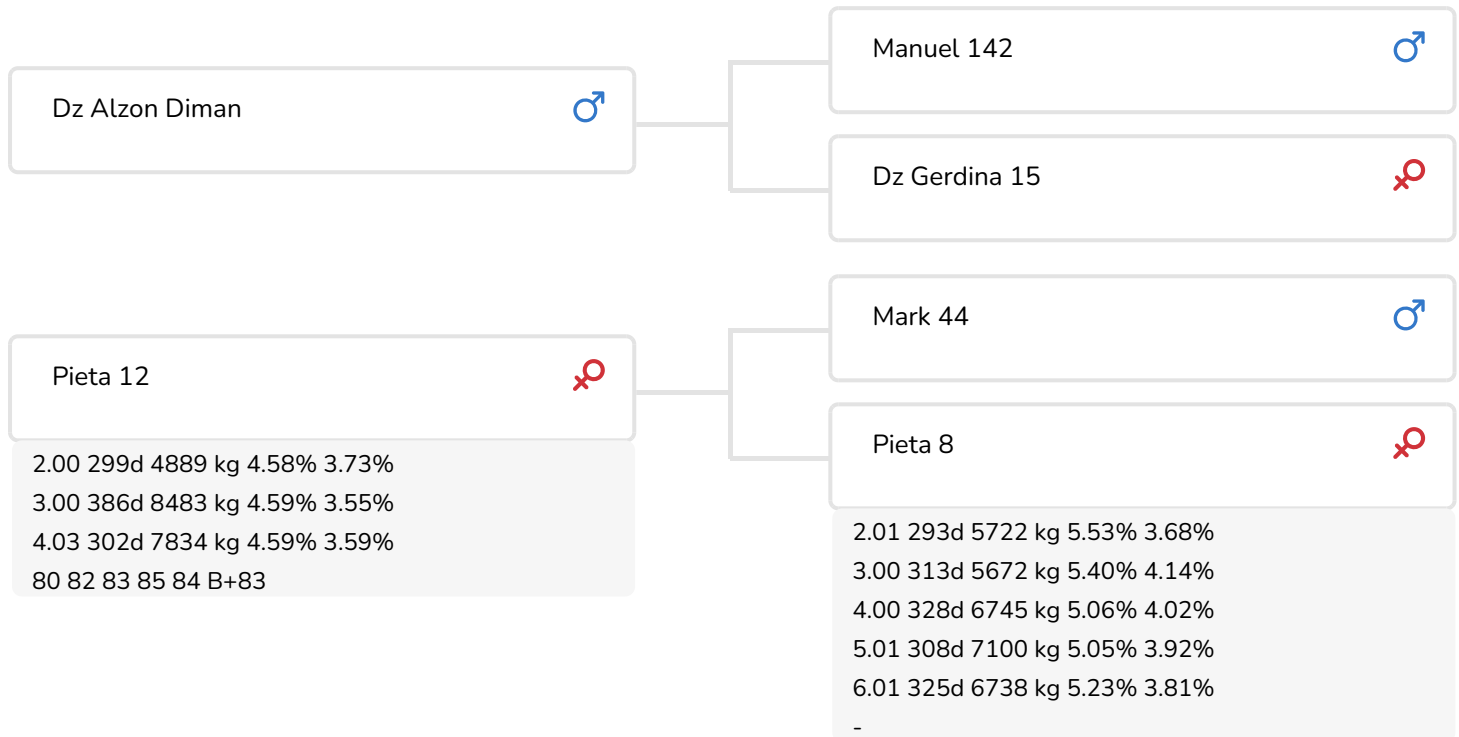 Dz Alzon Diman
Pieta 12
2.00 299d 4889 kg 4.58% 3.73%
3.00 386d 8483 kg 4.59% 3.55%
4.03 302d 7834 kg 4.59% 3.59%
80 82 83 85 84 B+83
Manuel 142
Dz Gerdina 15
Mark 44
Pieta 8
2.01 293d 5722 kg 5.53% 3.68%
3.00 313d 5672 kg 5.40% 4.14%
4.00 328d 6745 kg 5.06% 4.02%
5.01 308d 7100 kg 5.05% 3.92%
6.01 325d 6738 kg 5.23% 3.81%
-